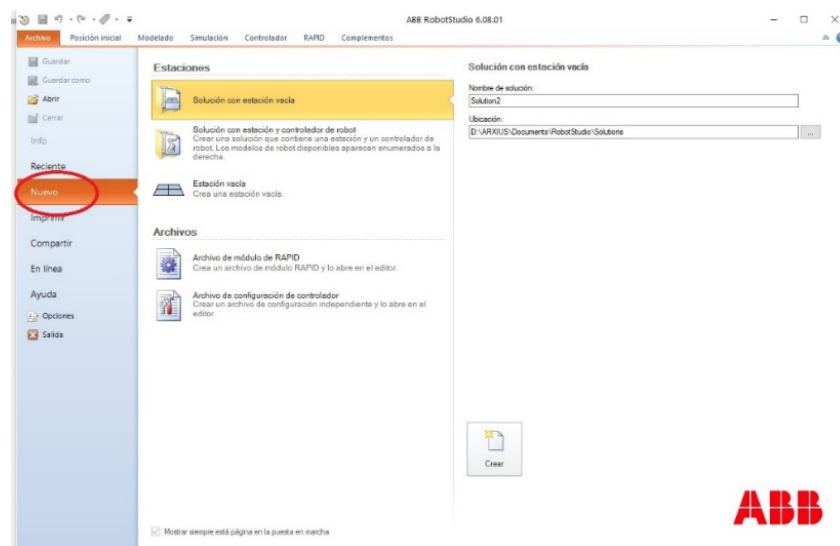 ABB RobotStudio 6.08.01
Archivo Posición inicial Modelado Simulación Controlador RAPID Complementos
Guardar
Guardar como
Abrir
Cerrar
Info
Reciente
Nuevo
Imprimir
Compartir
En línea
Ayuda
Opciones
Salida
Estaciones
Solución con estación vacía
Solución con estación y controlador de robot
Crear una solución que contiene una estación y un controlador de
robot. Los modelos de robot disponibles aparecen enumerados a la
derecha.
Estación vacía
Crea una estación vacía.
Archivos
Archivo de módulo de RAPID
Crea un archivo de módulo RAPID y lo abre en el editor.
Archivo de configuración de controlador
Crear un archivo de configuración independiente y lo abre en el
editor.
Mostrar siempre está página en la puesta en marcha
Solución con estación vacía
Nombre de solución:
Solution2
Ubicación:
D:\ARXIUS\Documents\RobotStudio\Solutions
...
Crear
ABB